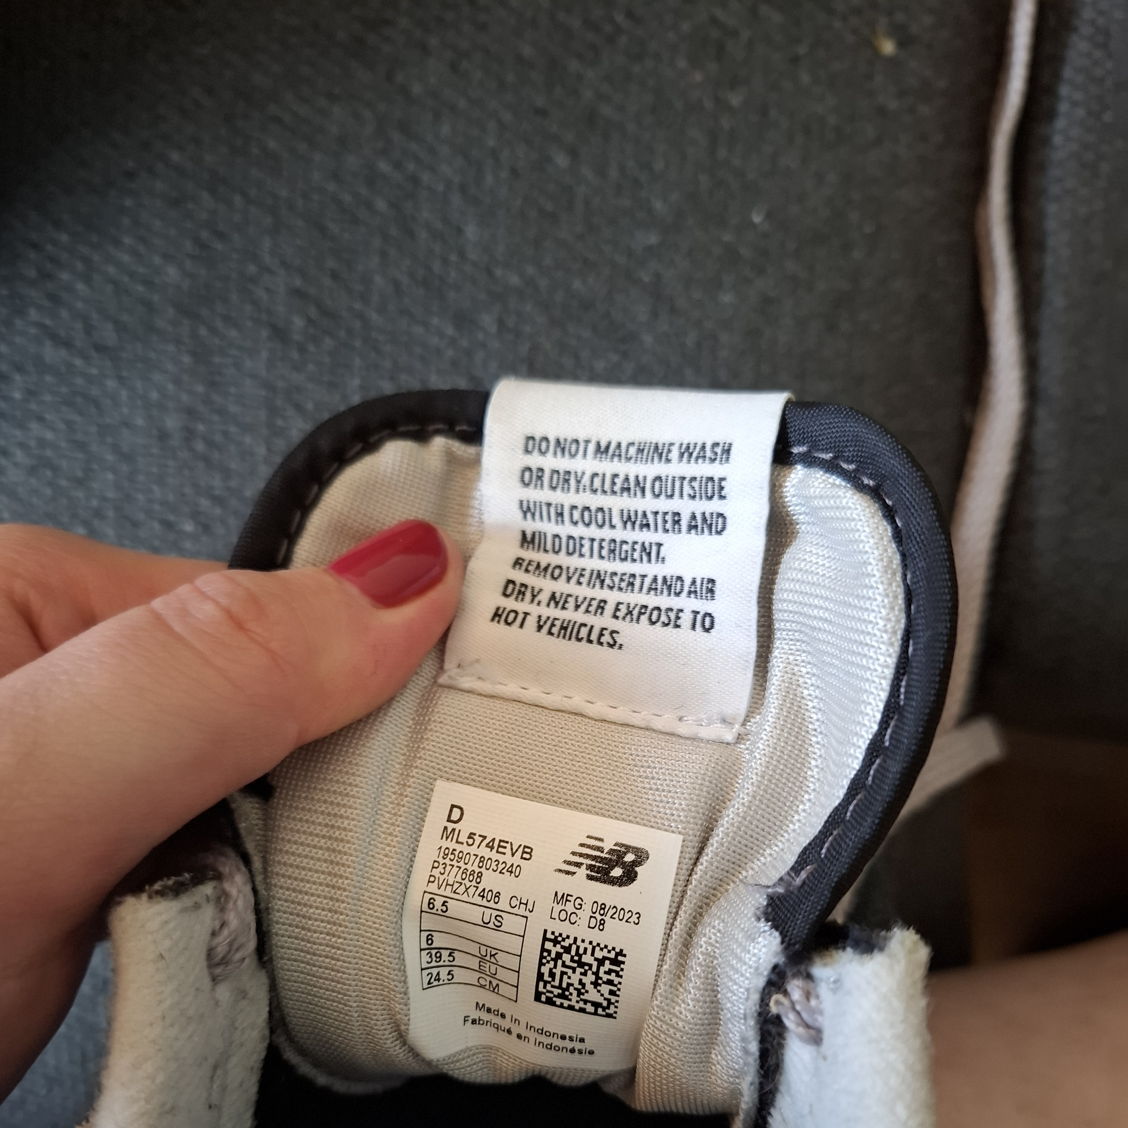 DO NOT MACHINE WASH
OR DRY. CLEAN OUTSIDE
WITH COOL WATER AND
MILD DETERGENT.
REMOVE INSERT AND AIR
DRY. NEVER EXPOSE TO
HOT VEHICLES.
D
ML574EVB
195907803240
P377668
PVHZX7406 CHJ
NB
MFG: 08/2023
LOC: D8
6.5 US
6 UK
39.5 EU
24.5 CM
Made in Indonesia
Fabriqué en Indonésie